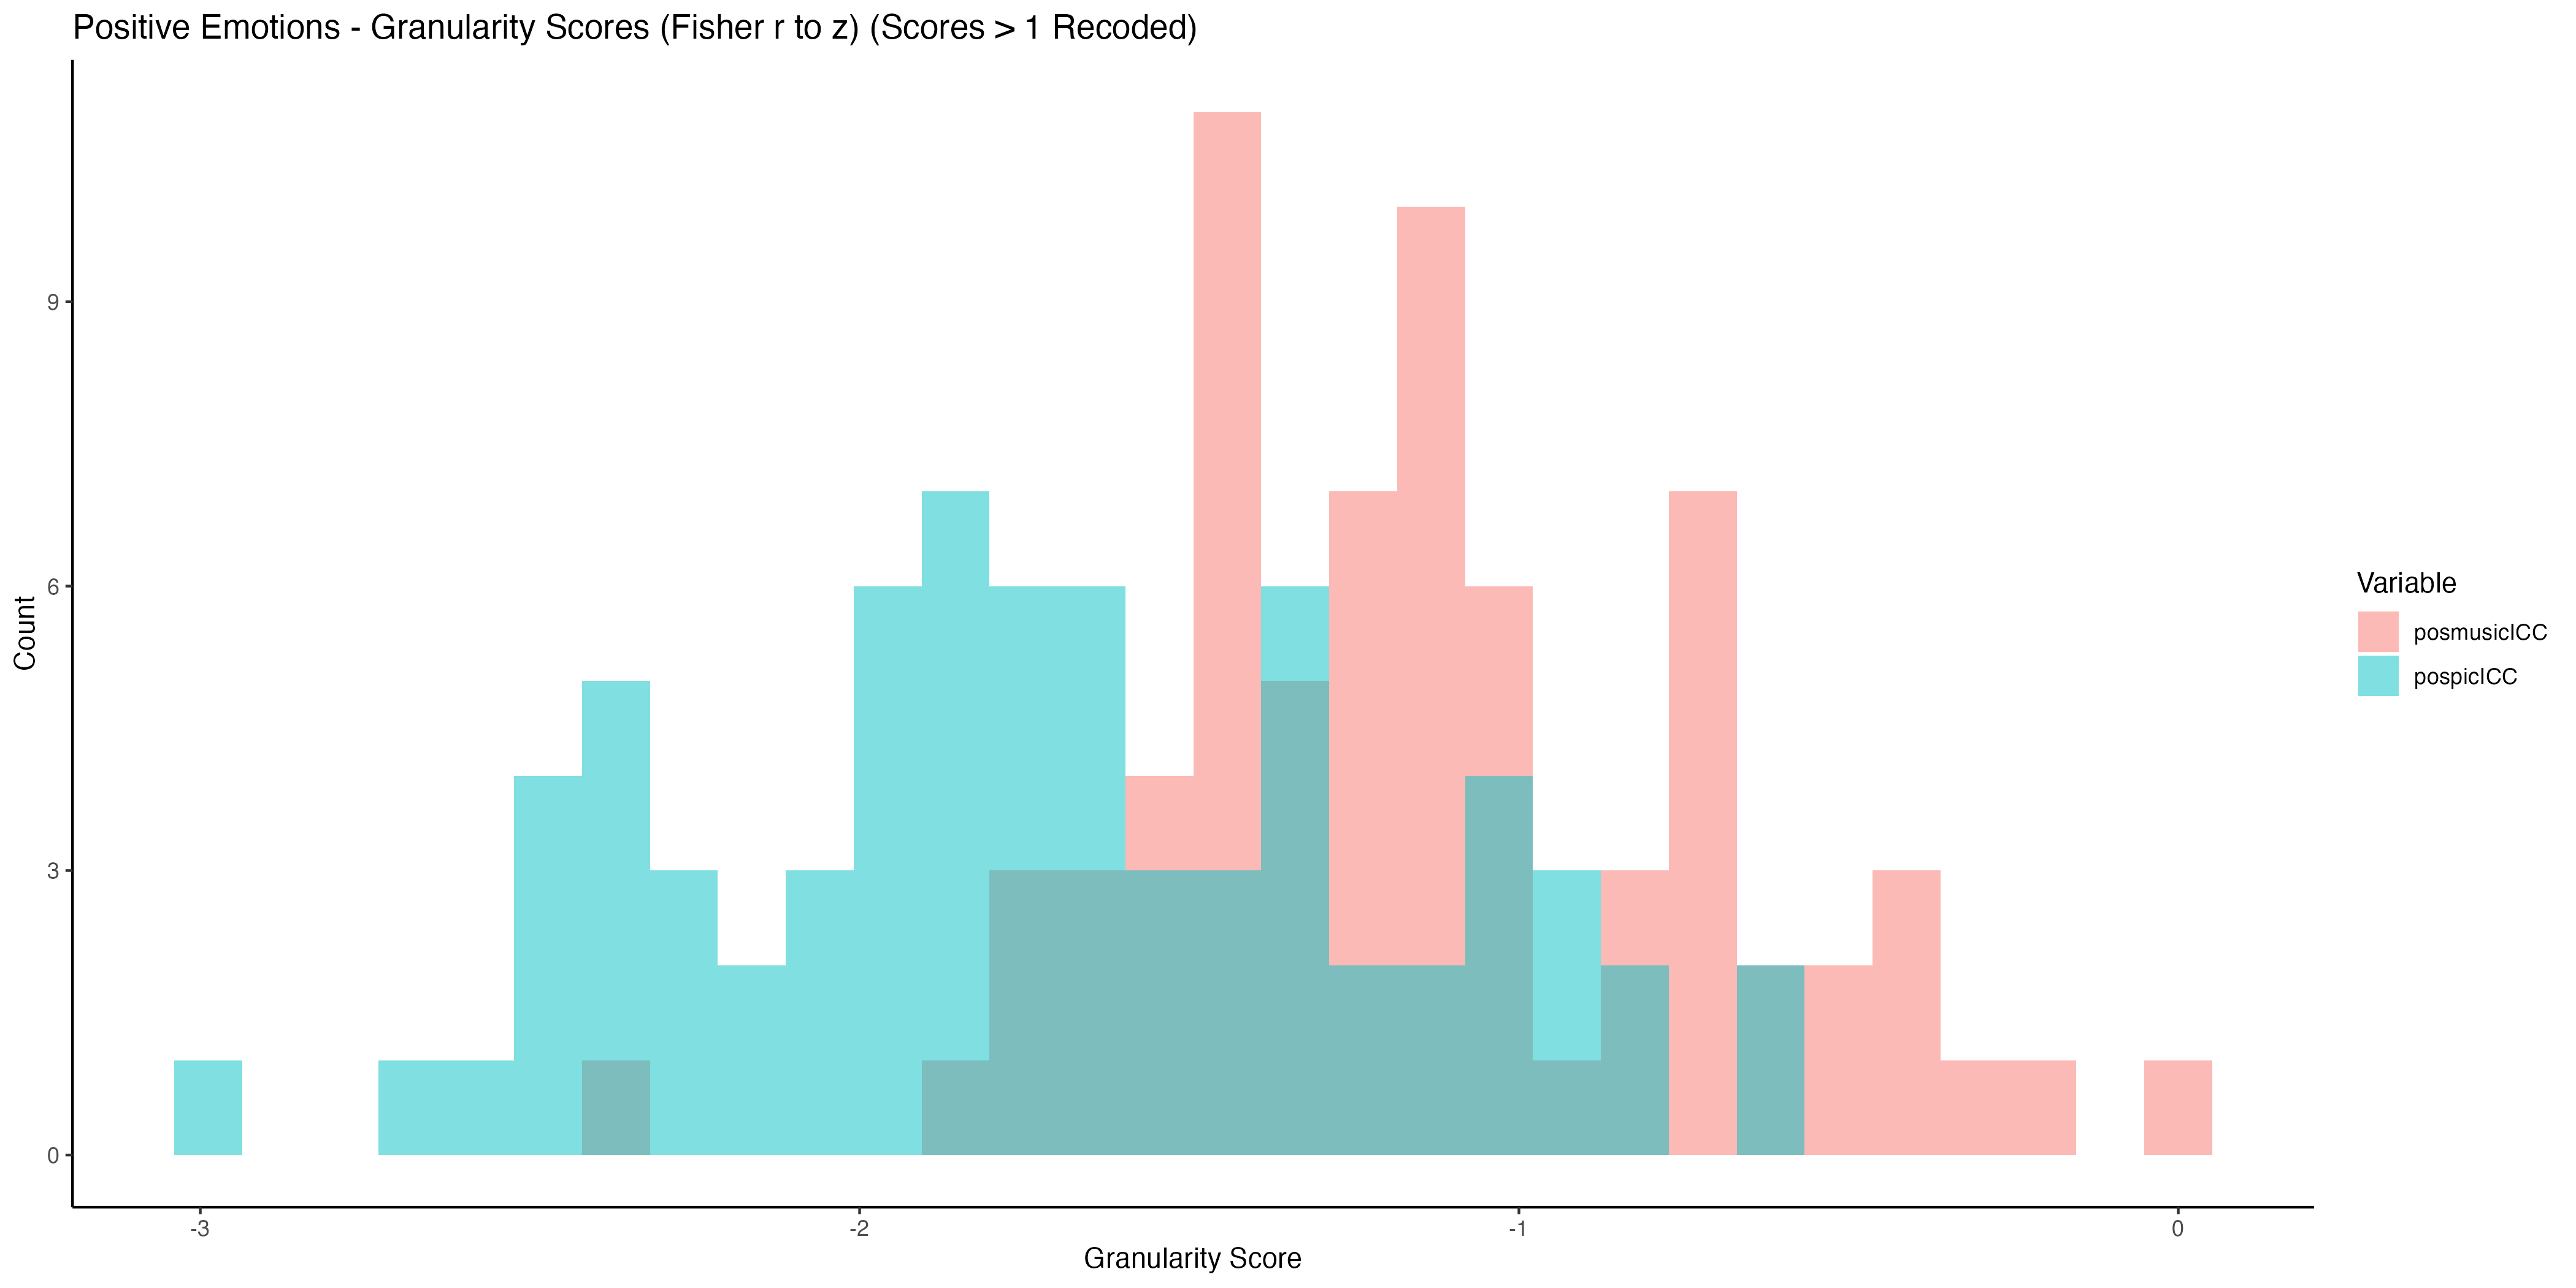 Positive Emotions - Granularity Scores (Fisher r to z) (Scores > 1 Recoded)
9
6
3
0
Count
-3
-2
-1
0
Granularity Score
Variable
posmusicICC
pospicICC